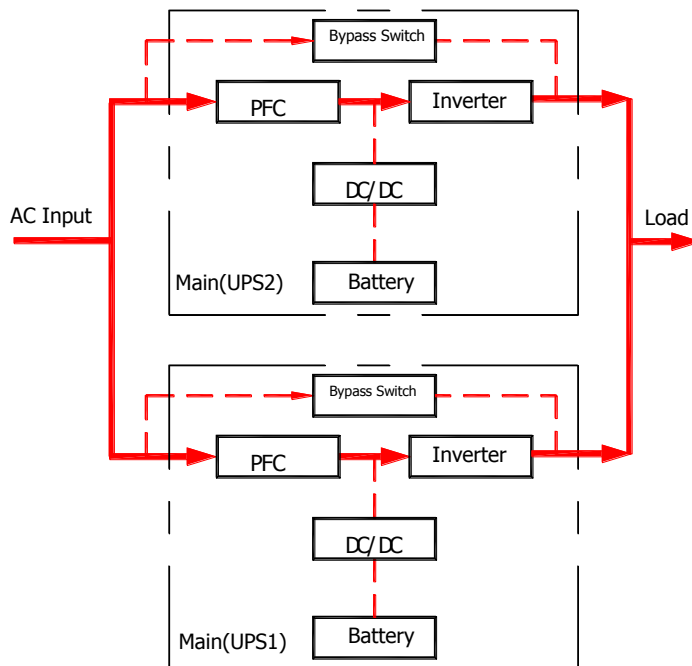 Bypass Switch
PFC
Inverter
DC/DC
AC Input
Load
Main(UPS2)
Battery
Bypass Switch
PFC
Inverter
DC/DC
Main(UPS1)
Battery